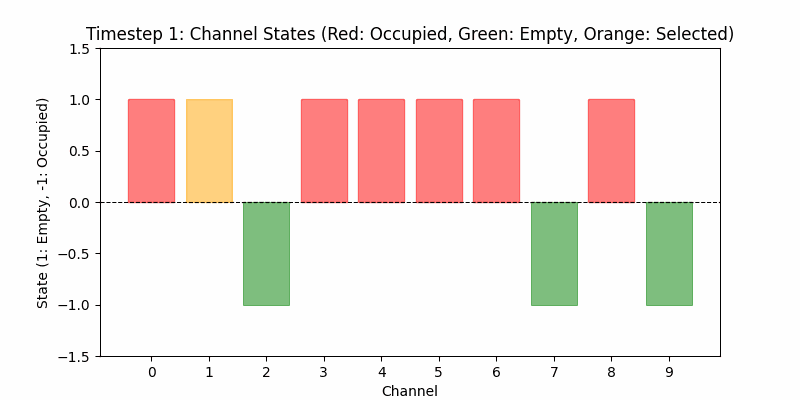 Timestep 1: Channel States (Red: Occupied, Green: Empty, Orange: Selected)
1.5
1.0
0.5
0.0
−0.5
−1.0
−1.5
State (1: Empty, -1: Occupied)
0 1 2 3 4 5 6 7 8 9
Channel